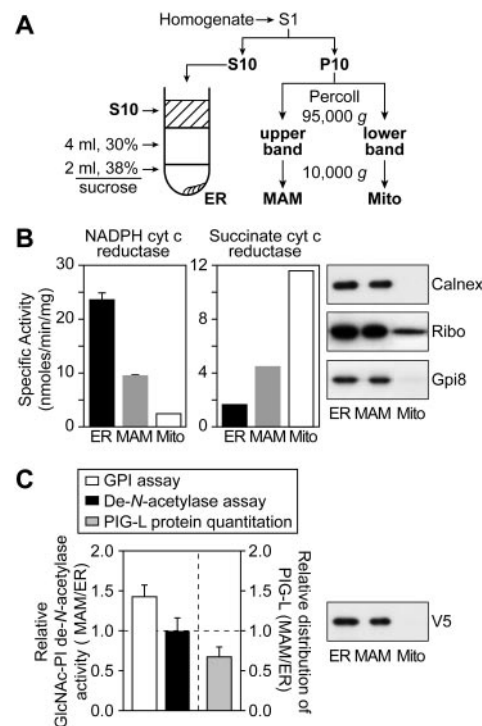 A
Homogenate S1
S10 P10
S10
4 ml, 30%
2 ml, 38%
sucrose
ER
Percoll
95,000 g
upper band
lower band
10,000 g
MAM Mito
B
NADPH cyt c reductase
Succinate cyt c reductase
Specific Activity (nmoles/min/mg)
30
20
10
0
ER MAM Mito
12
8
4
0
ER MAM Mito
Calnex
Ribo
Gpi8
ER MAM Mito
C
GPI assay
De-N-acetylase assay
PIG-L protein quantitation
Relative GlcNAc-PI de-N-acetylase activity ( MAM/ER)
2.0
1.5
1.0
0.5
0.0
2.0
1.5
1.0
0.5
0.0
Relative distribution of PIG-L (MAM/ER)
V5
ER MAM Mito